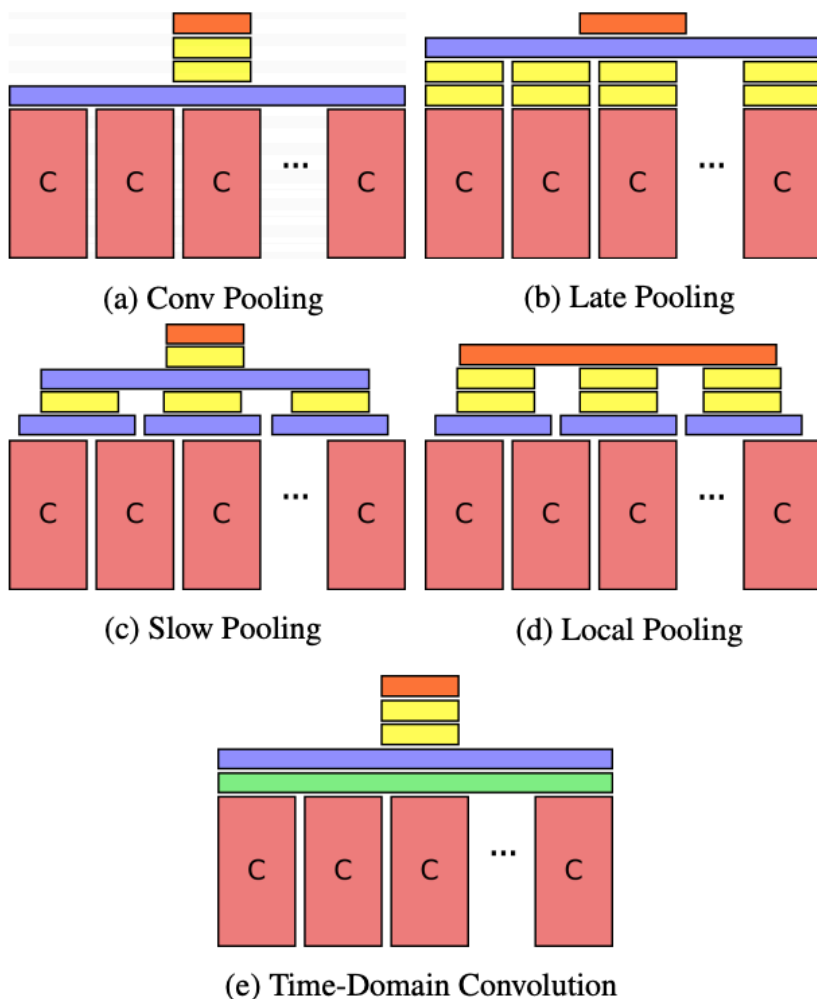 C C C ... C
C C C ... C
(a) Conv Pooling
(b) Late Pooling
C C C ... C
C C C ... C
(c) Slow Pooling
(d) Local Pooling
C C C ... C
(e) Time-Domain Convolution